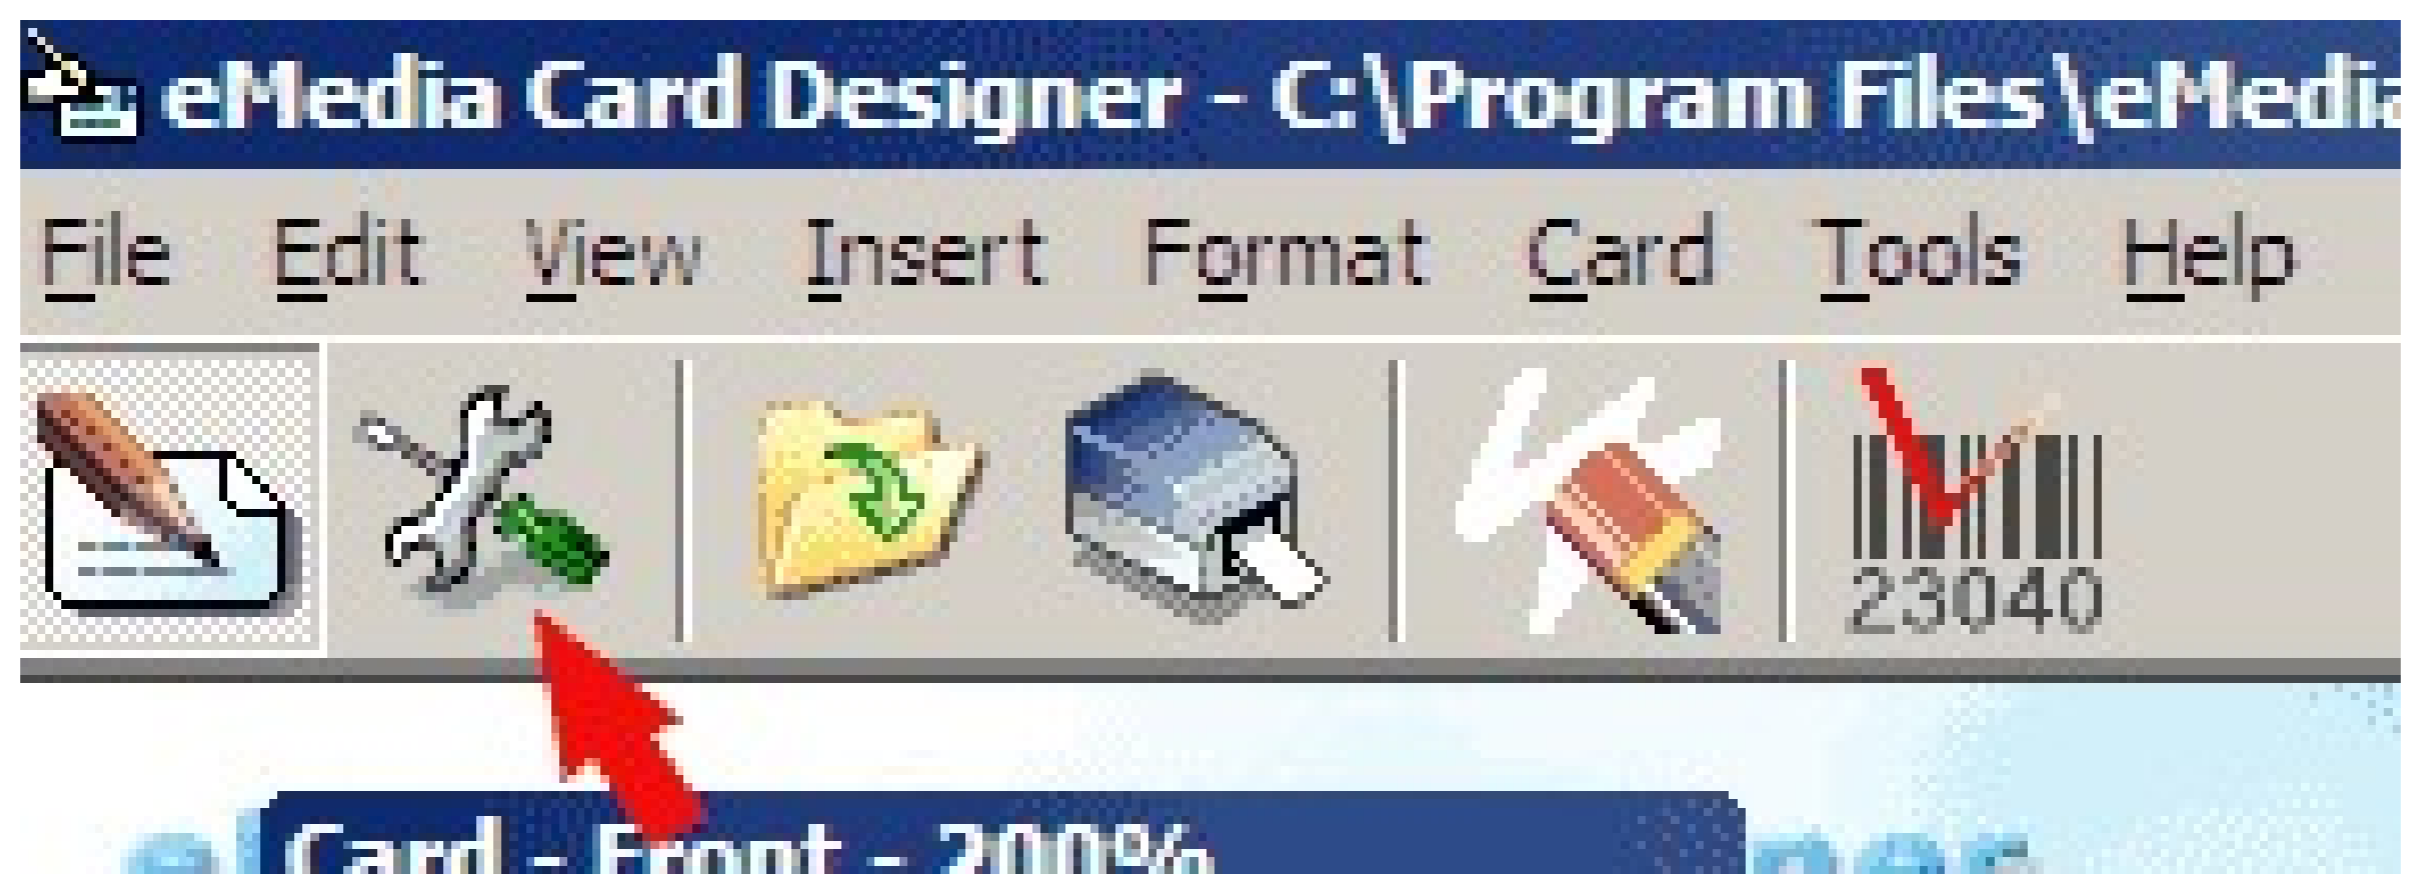 eMedia Card Designer - C:\Program Files\eMedia
File Edit View Insert Format Card Tools Help
23040
Card - Front - 200%